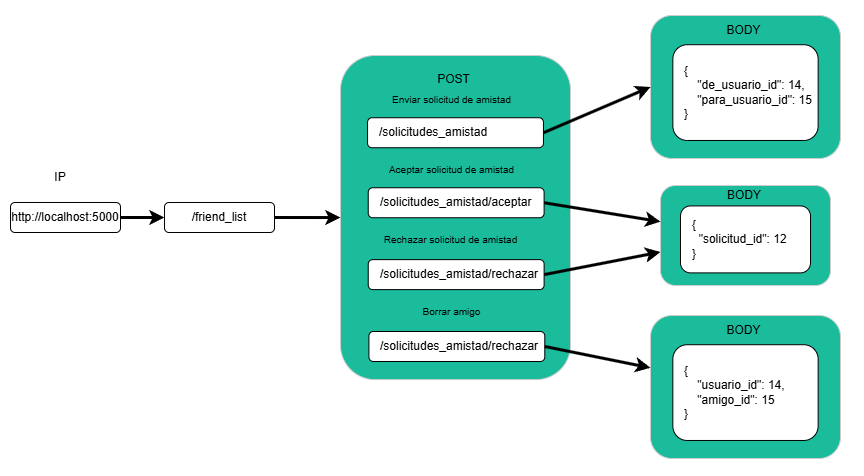 IP
http://localhost:5000
/friend_list
POST
Enviar solicitud de amistad
/solicitudes_amistad
Aceptar solicitud de amistad
/solicitudes_amistad/aceptar
Rechazar solicitud de amistad
/solicitudes_amistad/rechazar
Borrar amigo
/solicitudes_amistad/rechazar
BODY
{
"de_usuario_id": 14,
"para_usuario_id": 15
}
BODY
{
"solicitud_id": 12
}
BODY
{
"usuario_id": 14,
"amigo_id": 15
}